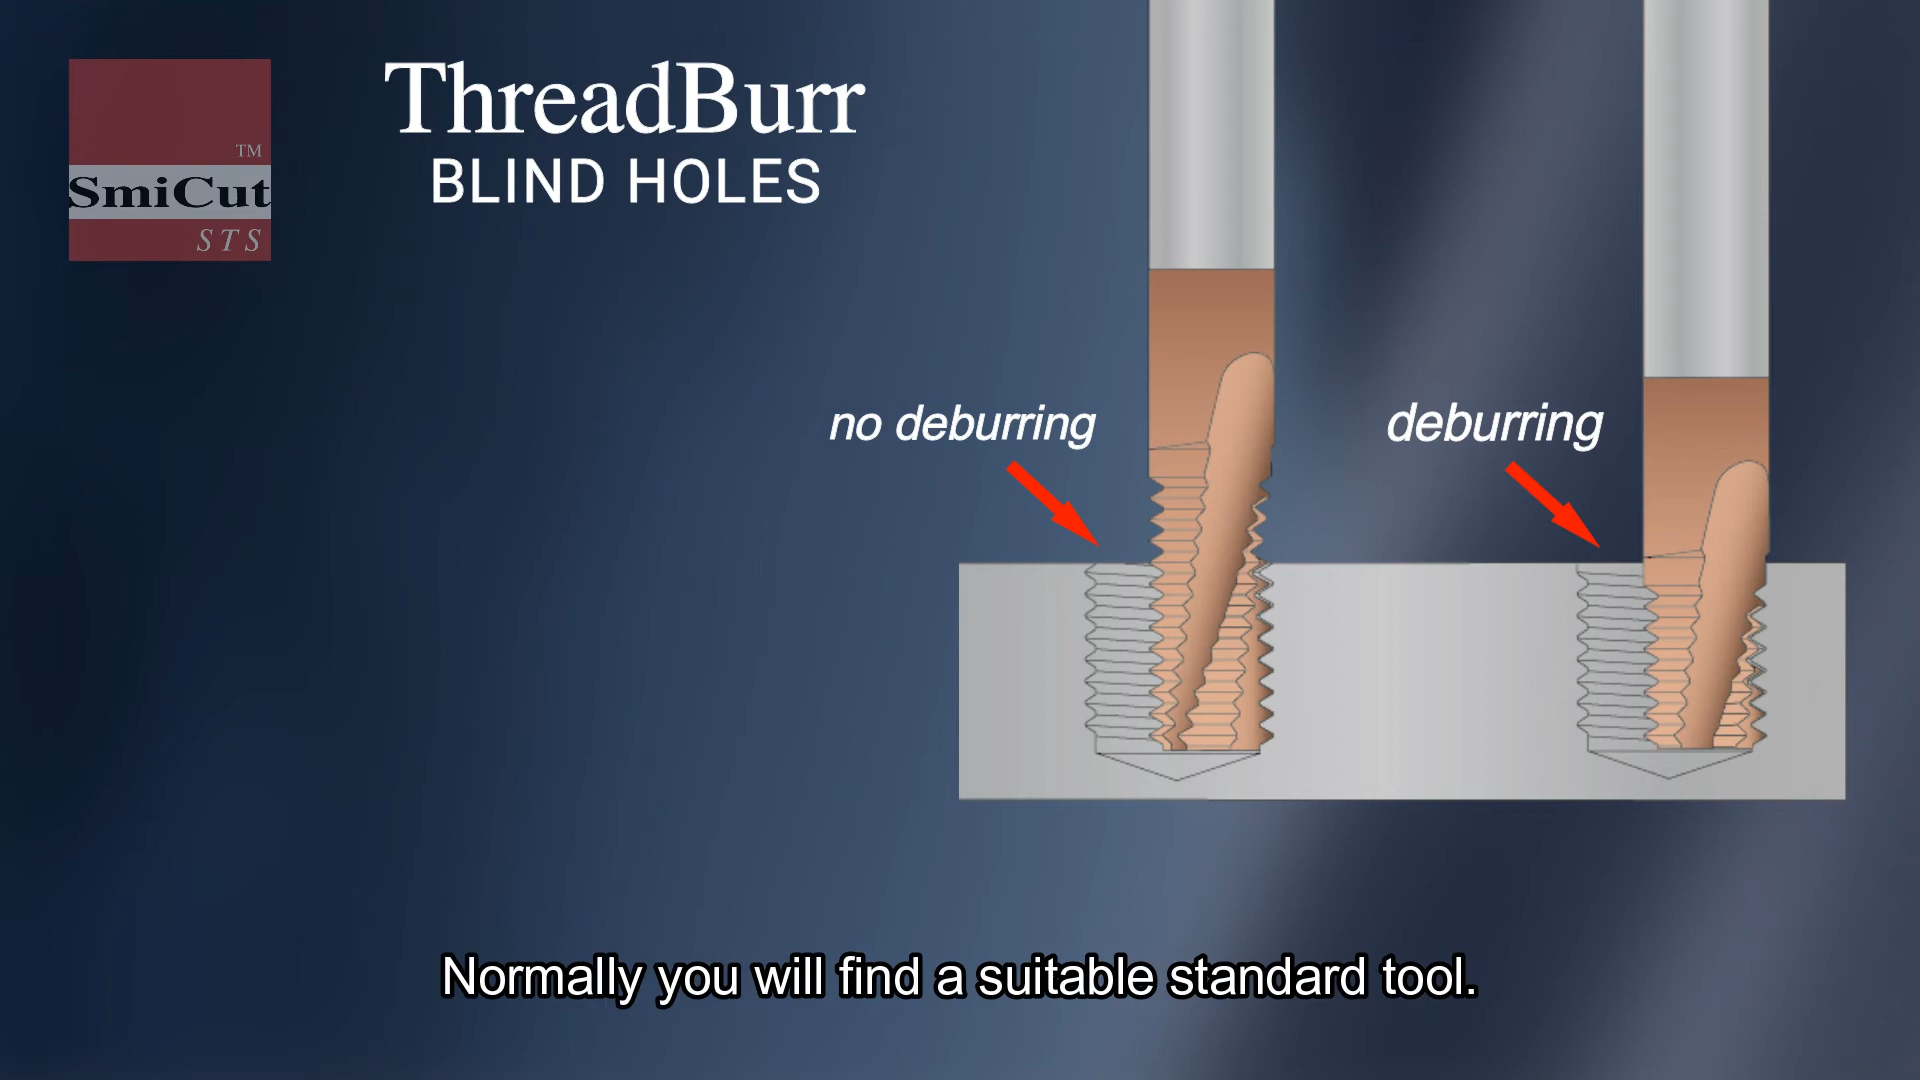 TM
SmiCut
STS
ThreadBurr
BLIND HOLES
no deburring
deburring
Normally you will find a suitable standard tool.